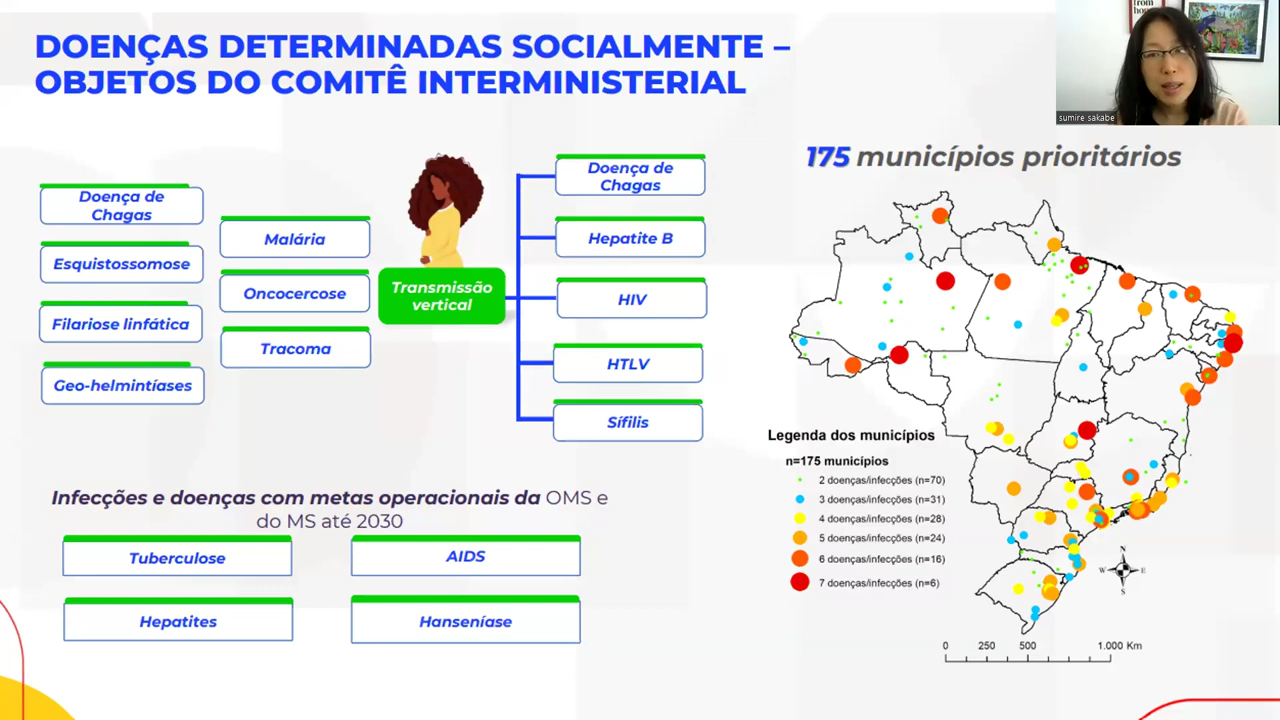 DOENÇAS DETERMINADAS SOCIALMENTE –
OBJETOS DO COMITÊ INTERMINISTERIAL
from
sumire sakabe
175 municípios prioritários
Doença de
Chagas
Esquistossomose
Filariose linfática
Geo-helmintíases
Malária
Oncocercose
Tracoma
Transmissão
vertical
Doença de
Chagas
Hepatite B
HIV
HTLV
Sífilis
Infecções e doenças com metas operacionais da OMS e
do MS até 2030
Tuberculose
AIDS
Hepatites
Hanseníase
Legenda dos municípios
n=175 municípios
2 doenças/infecções (n=70)
3 doenças/infecções (n=31)
4 doenças/infecções (n=28)
5 doenças/infecções (n=24)
6 doenças/infecções (n=16)
7 doenças/infecções (n=6)
N
W E
S
0 250 500 1.000 Km